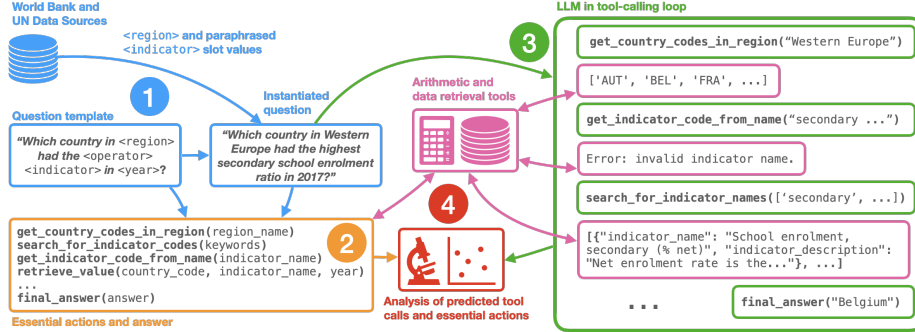 World Bank and
UN Data Sources
<region> and paraphrased
<indicator> slot values
1
Question template
"Which country in <region>
had the <operator>
<indicator> in <year>?
Instantiated
question
"Which country in Western
Europe had the highest
secondary school enrolment
ratio in 2017?"
2
get_country_codes_in_region(region_name)
search_for_indicator_codes(keywords)
get_indicator_code_from_name(indicator_name)
retrieve_value(country_code, indicator_name, year)
...
final_answer(answer)
Essential actions and answer
3
Arithmetic and
data retrieval tools
4
Analysis of predicted tool
calls and essential actions
LLM in tool-calling loop
get_country_codes_in_region("Western Europe")
['AUT', 'BEL', 'FRA', ...]
get_indicator_code_from_name("secondary ...")
Error: invalid indicator name.
search_for_indicator_names(['secondary', ...])
[{"indicator_name": "School enrolment,
secondary (% net)", "indicator_description":
"Net enrolment rate is the..."}, ...]
...
final_answer("Belgium")